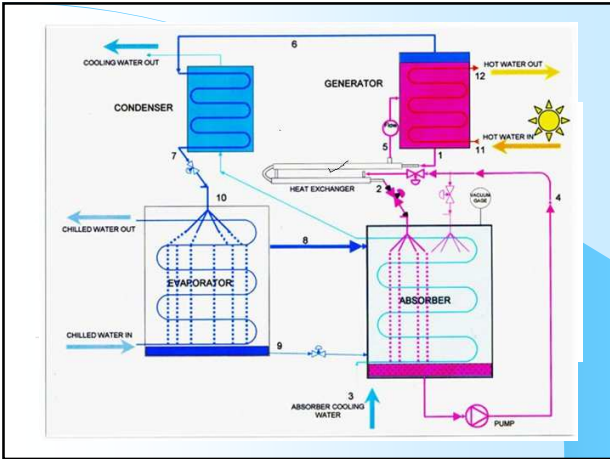 6
COOLING WATER OUT
GENERATOR
HOT WATER OUT
12
CONDENSER
Flow
5
1
HOT WATER IN
11
7
HEAT EXCHANGER
2
4
10
VACUUM
GAGE
CHILLED WATER OUT
8
EVAPORATOR
ABSORBER
CHILLED WATER IN
9
3
ABSORBER COOLING
WATER
PUMP